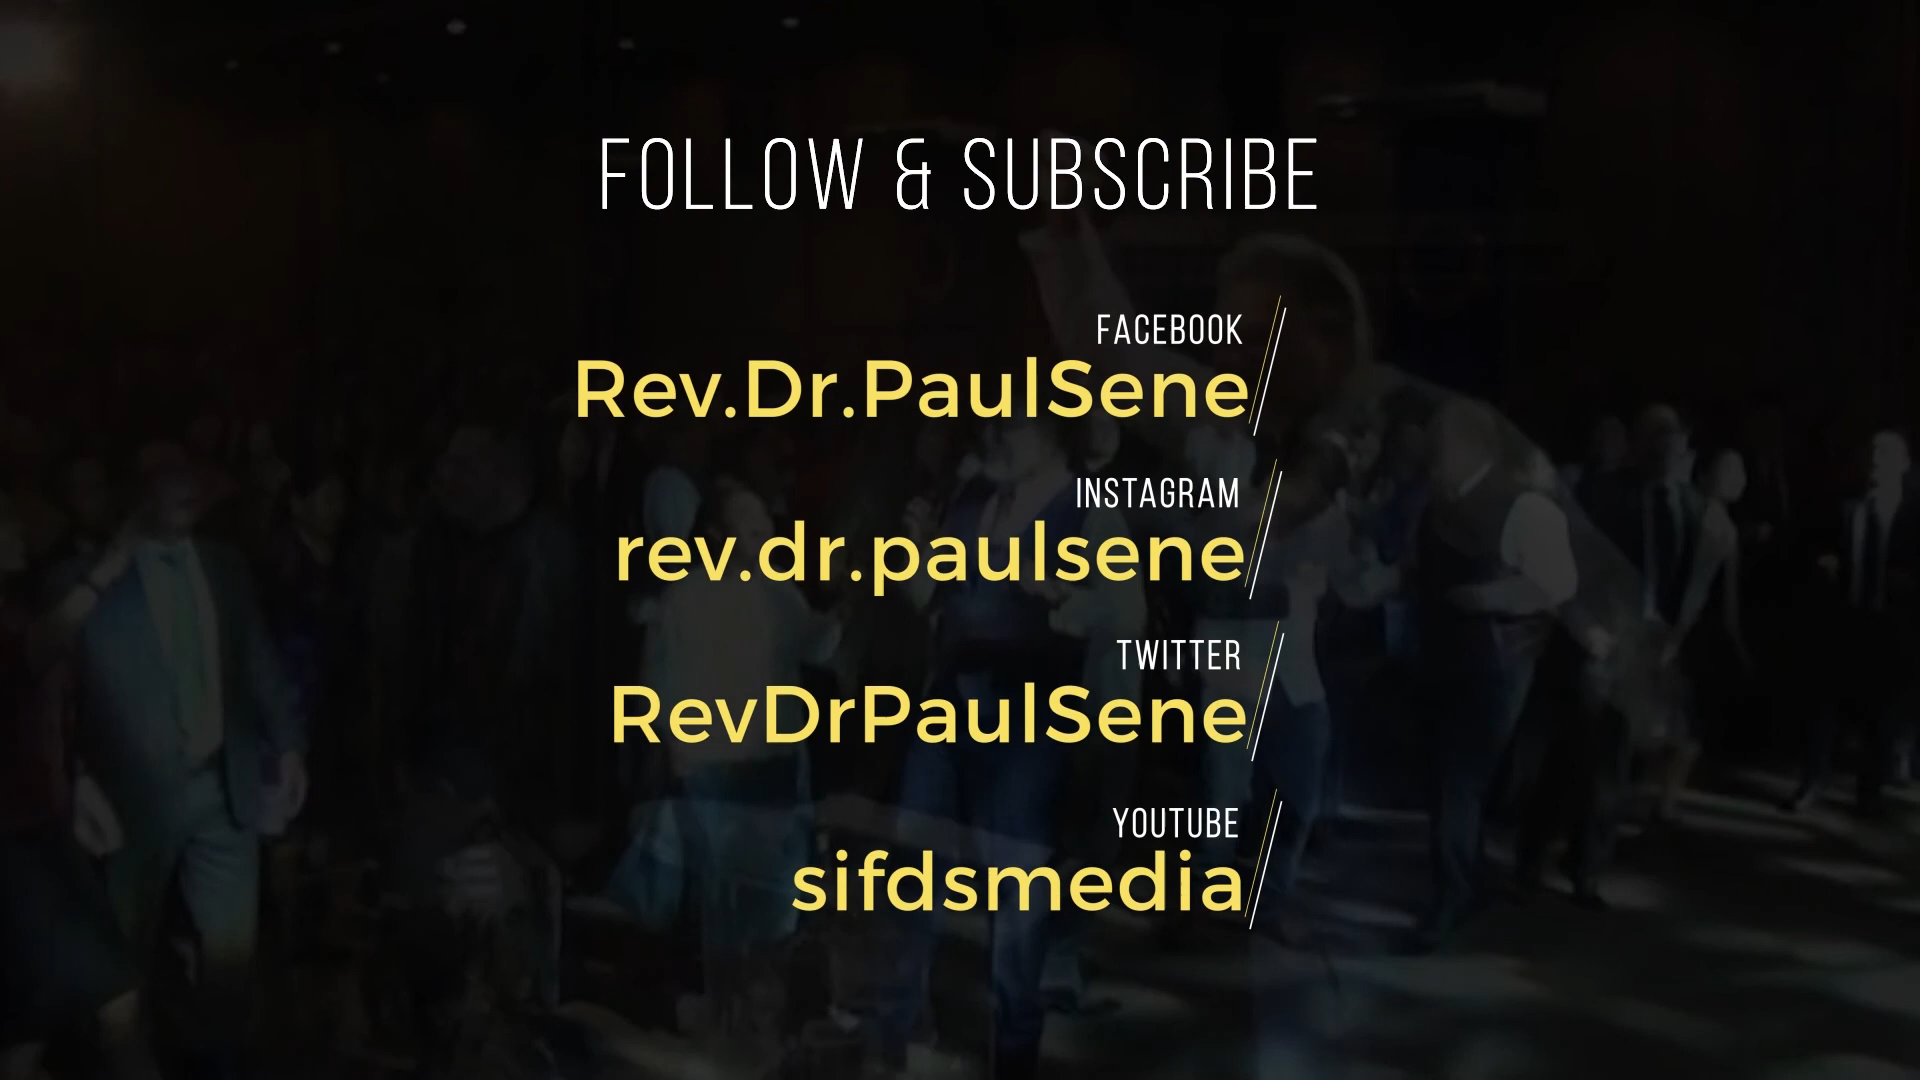 FOLLOW & SUBSCRIBE
FACEBOOK
Rev.Dr.PaulSene
INSTAGRAM
rev.dr.paulsene
TWITTER
RevDrPaulSene
YOUTUBE
sifdsmedia